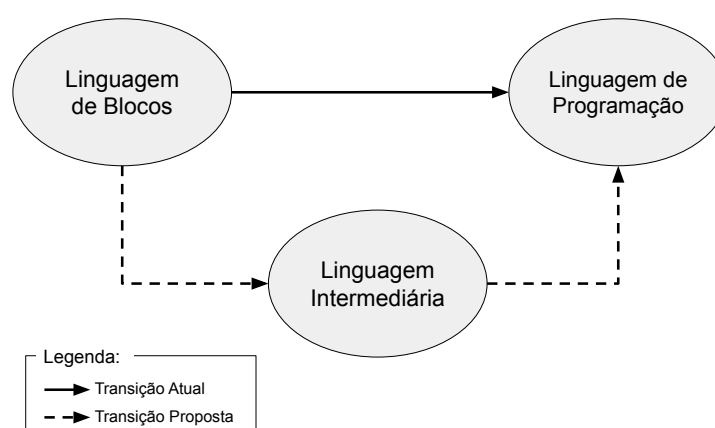 Linguagem
de Blocos
Linguagem de
Programação
Linguagem
Intermediária
Legenda:
Transição Atual
Transição Proposta